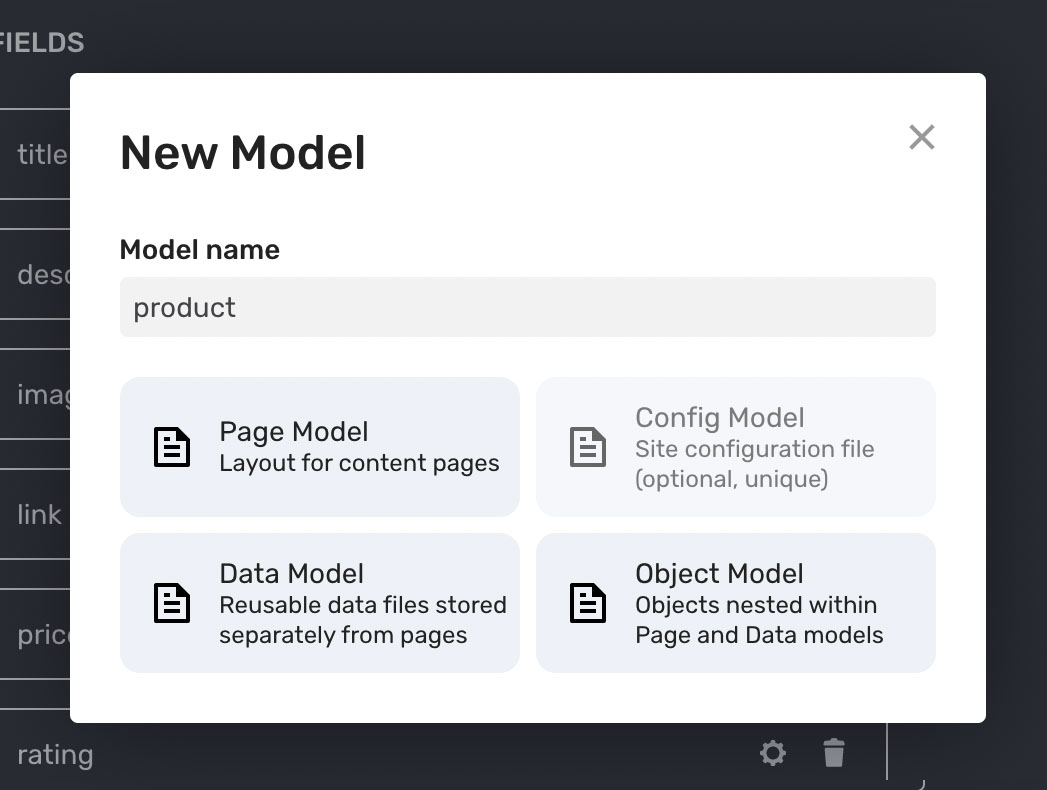 FIELDS
New Model
title
Model name
desc
product
imag
Page Model
Layout for content pages
Config Model
Site configuration file
(optional, unique)
link
Data Model
Reusable data files stored
separately from pages
Object Model
Objects nested within
Page and Data models
price
rating